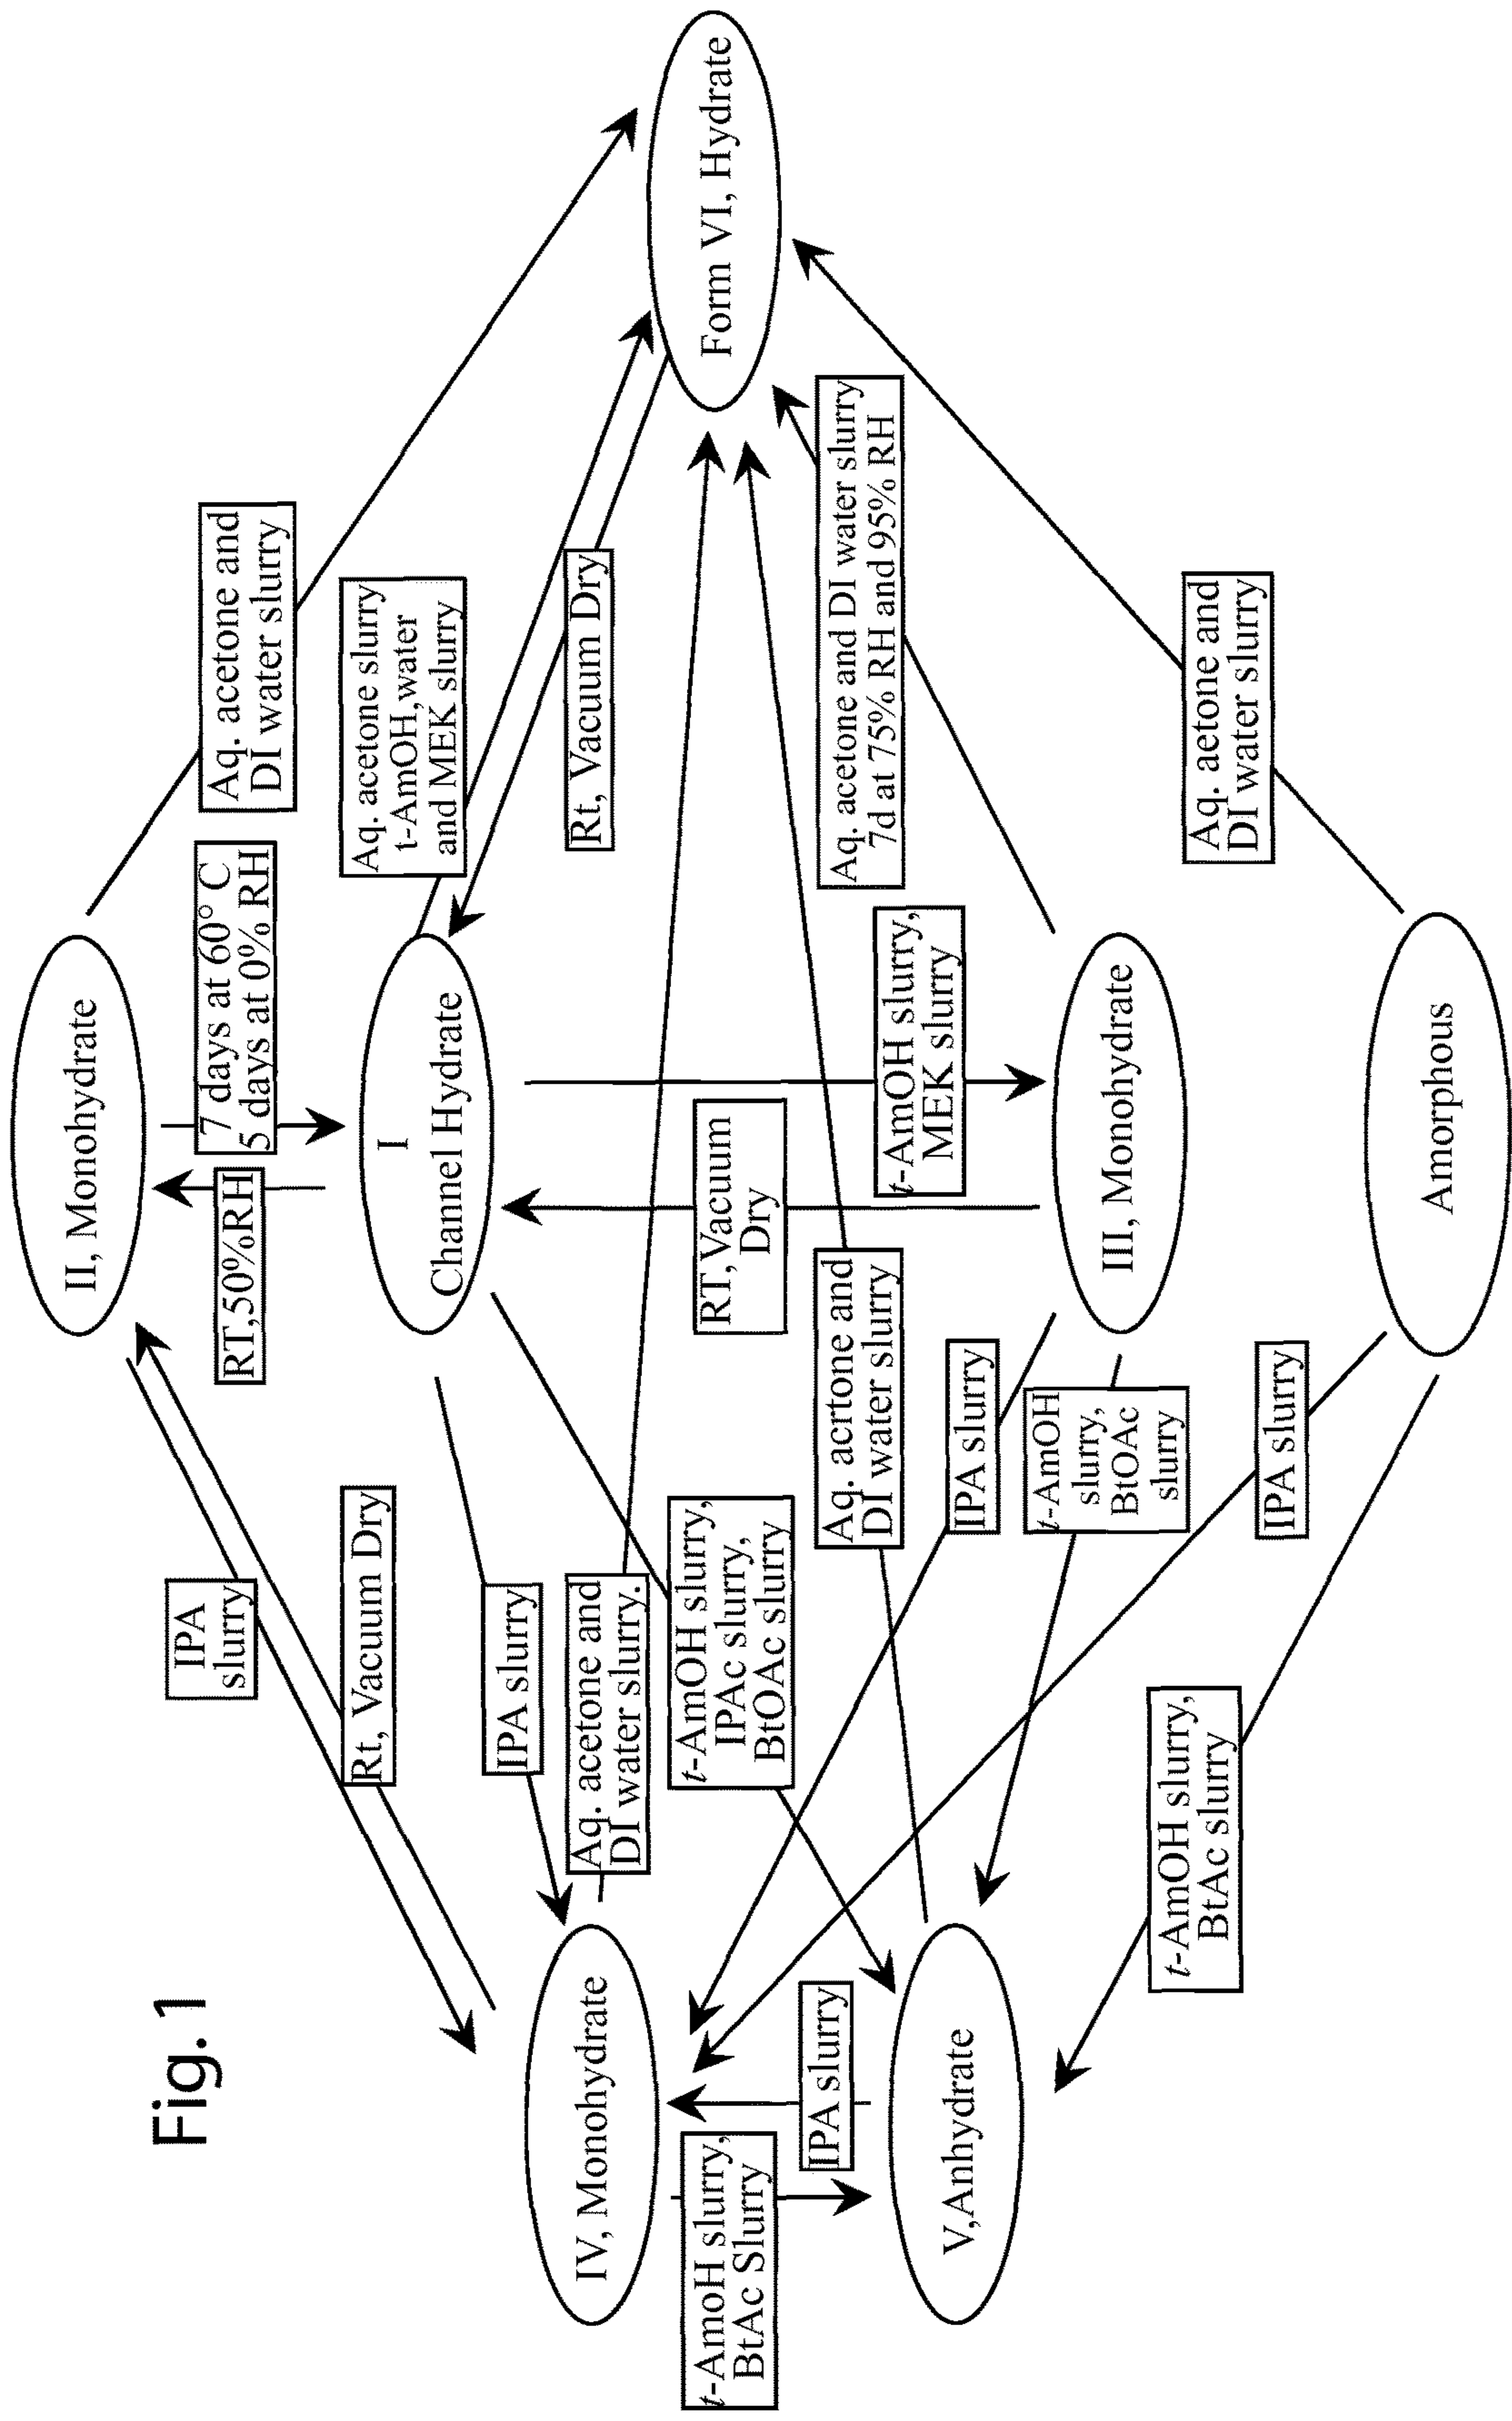 Fig. 1
II, Monohydrate
IPA
slurry
Rt, Vacuum Dry
RT,50%RH
7 days at 60° C
5 days at 0% RH
Aq. acetone and
DI water slurry
I
Channel Hydrate
Aq. acetone slurry
t-AmOH,water
and MEK slurry
Rt, Vacuum Dry
Form VI, Hydrate
IPA slurry
IV, Monohydrate
Aq. acetone and
DI water slurry.
t-AmOH slurry,
IPAc slurry,
BtOAc slurry
RT,Vacuum
Dry
t-AmOH slurry,
MEK slurry
Aq. acetone and DI water slurry
7d at 75% RH and 95% RH
t-AmoH slurry,
BtAc Slurry
IPA slurry
Aq. acrtone and
DI water slurry
V,Anhydrate
IPA slurry
t-AmOH
slurry,
BtOAc
slurry
III, Monohydrate
t-AmOH slurry,
BtAc slurry
IPA slurry
Aq. aetone and
DI water slurry
Amorphous